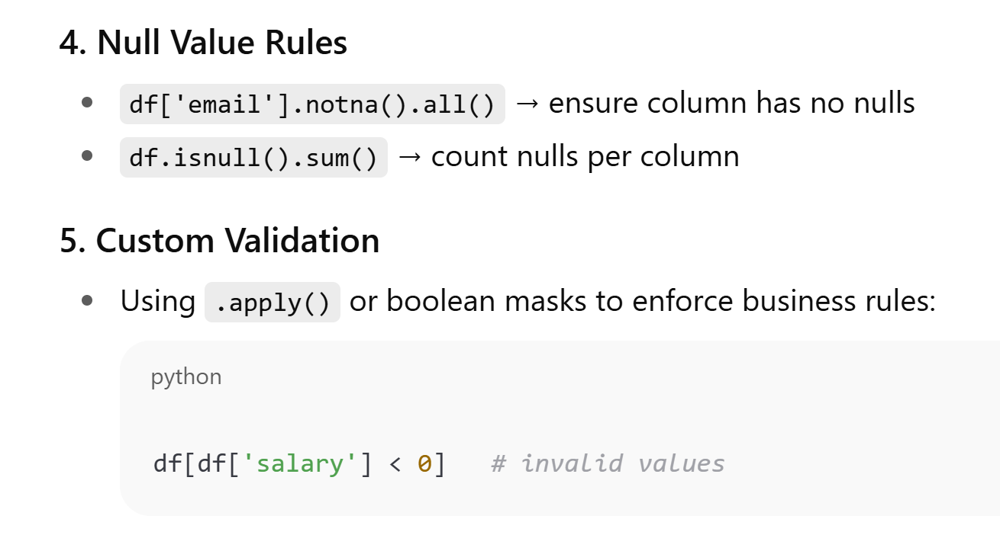 4. Null Value Rules
• df['email'].notna().all() → ensure column has no nulls
• df.isnull().sum() → count nulls per column
5. Custom Validation
• Using .apply() or boolean masks to enforce business rules:
python
df[df['salary'] < 0]   # invalid values